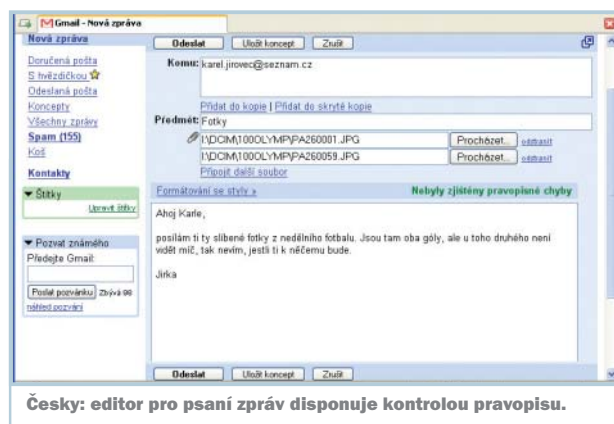 Gmail - Nová zpráva
Nová zpráva
Odeslat Uložit koncept Zrušit
Doručená pošta
S hvězdičkou
Odeslaná pošta
Koncepty
Všechny zprávy
Spam (155)
Koš
Kontakty
Štítky
Upravit štítky
Pozvat známého
Předejte Gmail:
Poslat pozvánku Zbývá 98
náhled pozvání
Komu: karel.jirovec@seznam.cz
Přidat do kopie | Přidat do skryté kopie
Předmět: Fotky
I:\DCIM\100OLYMP\PA260001.JPG Procházet... odstranit
I:\DCIM\100OLYMP\PA260059.JPG Procházet... odstranit
Připojit další soubor
Formátování se styly » Nebyly zjištěny pravopisné chyby
Ahoj Karle,
posílám ti ty slíbené fotky z nedělního fotbalu. Jsou tam oba góly, ale u toho druhého není
vidět míč, tak nevím, jestli ti k něčemu bude.
Jirka
Odeslat Uložit koncept Zrušit
Česky: editor pro psaní zpráv disponuje kontrolou pravopisu.